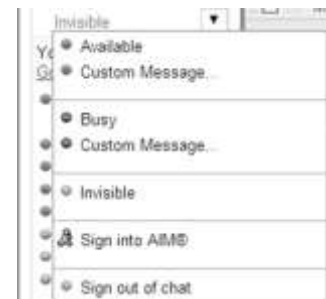 Invisible
Available
Custom Message...
Busy
Custom Message...
Invisible
Sign into AIM®
Sign out of chat